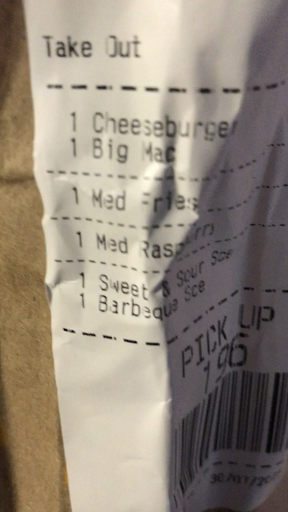 Take Out
1 Cheeseburger
1 Big Mac
1 Med Fries
1 Med Raspberry
1 Sweet & Sour Sce
1 Barbeque Sce
PICK UP
196